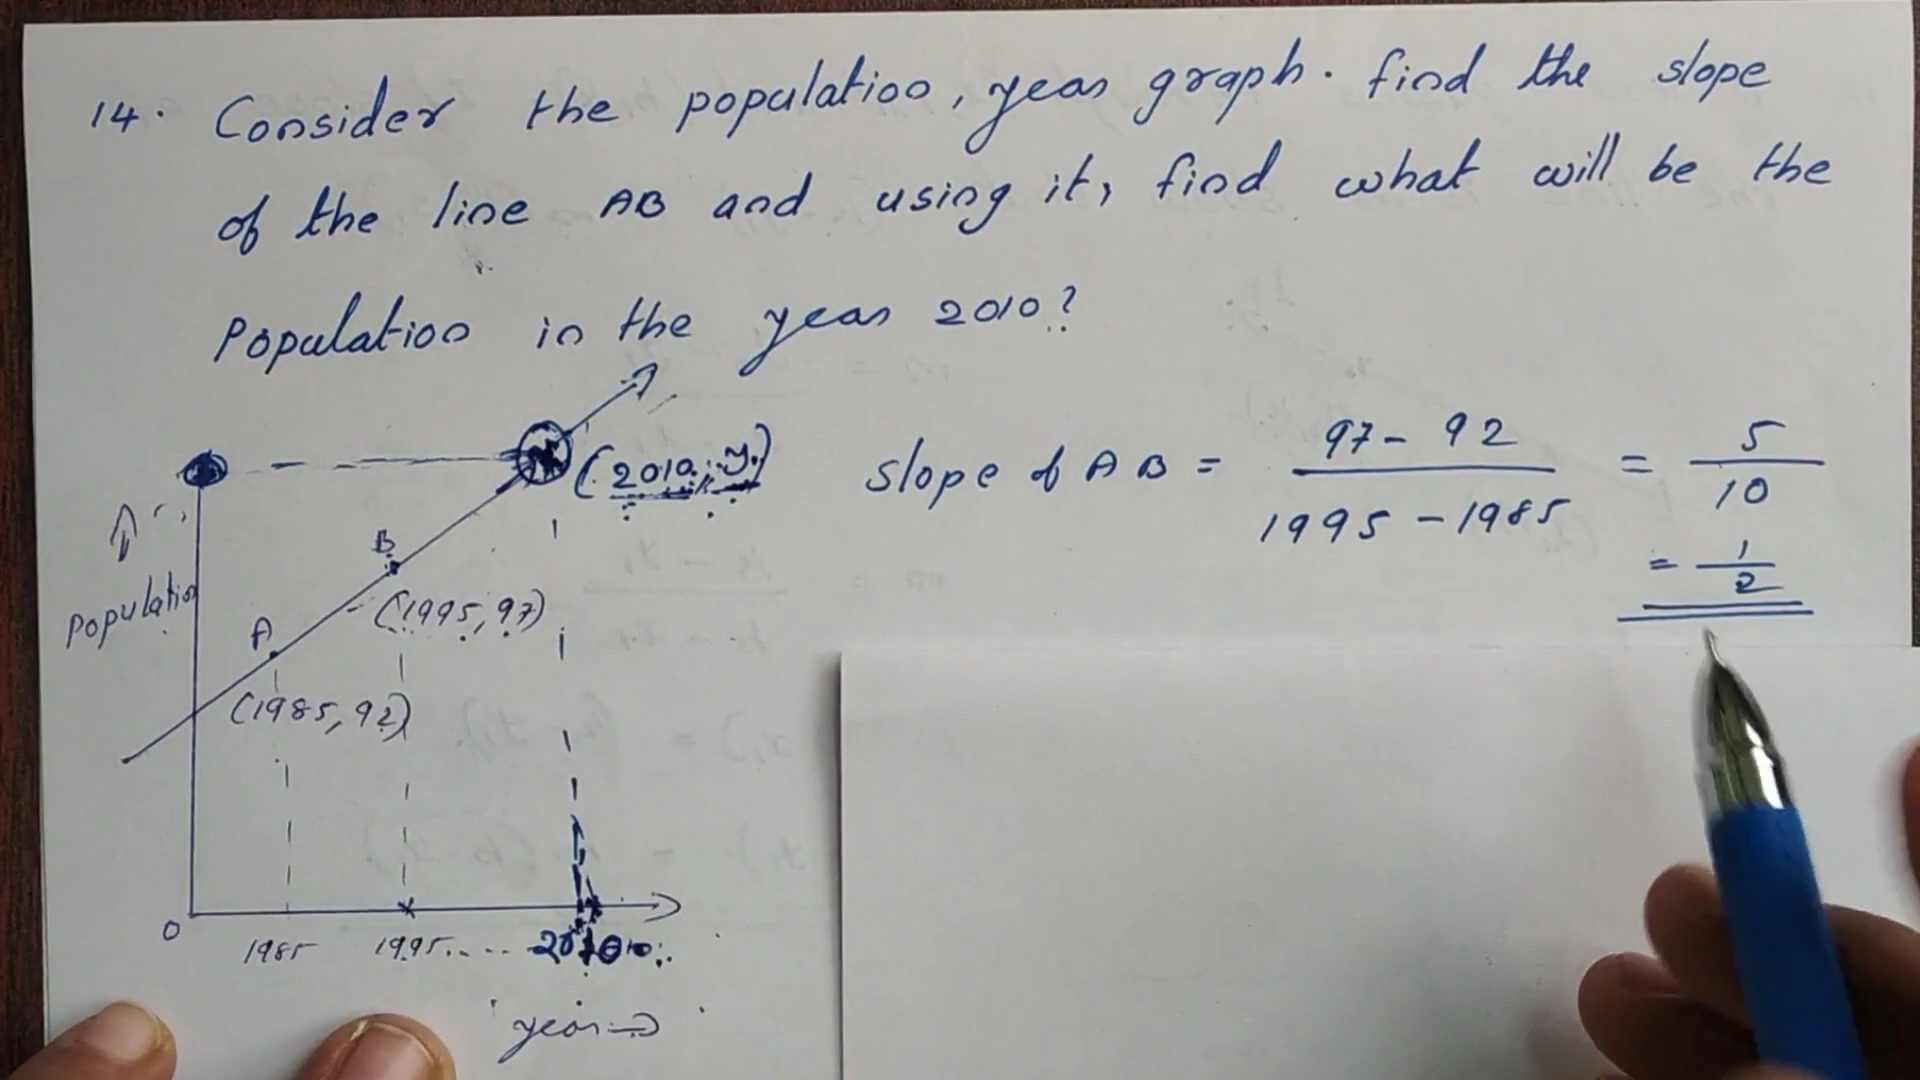 14. Consider the population, year graph. find the slope
of the line AB and using it, find what will be the
Population in the year 2010?
(2010, y)
Slope of AB = 97 - 92 / 1995 - 1985 = 5 / 10
= 1 / 2
B
(1995, 97)
Population
A
(1985, 92)
O
1985 1995.... 2010
year →